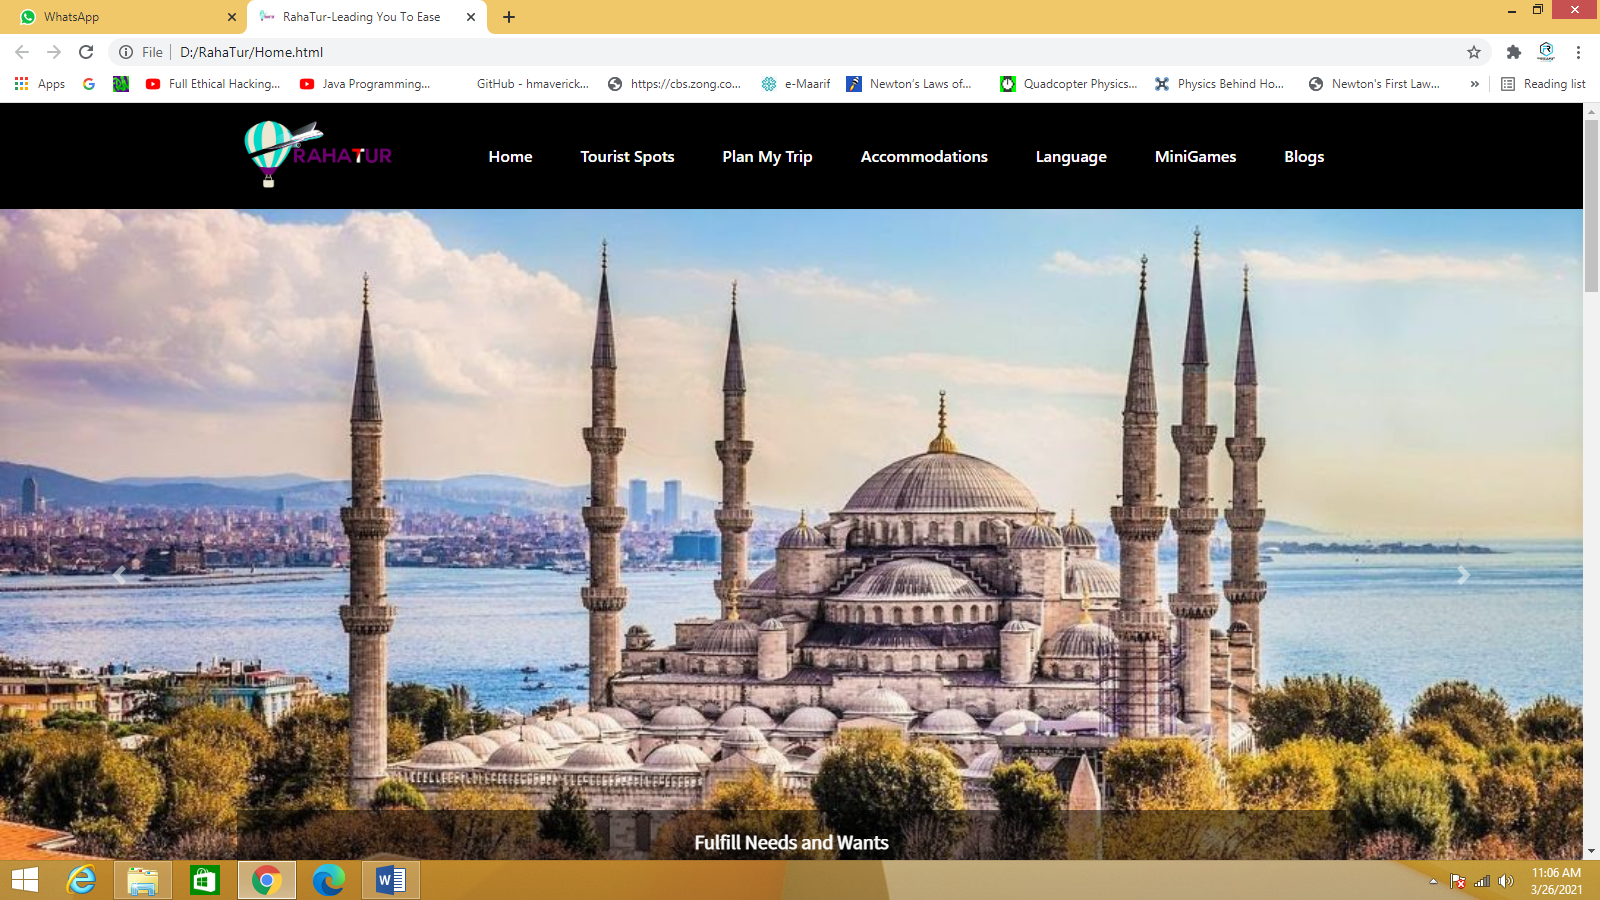 WhatsApp
RahaTur-Leading You To Ease
File
D:/RahaTur/Home.html
Apps
Full Ethical Hacking...
Java Programming...
GitHub - hmaverick...
https://cbs.zong.co...
e-Maarif
Newton's Laws of...
Quadcopter Physics...
Physics Behind Ho...
Newton's First Law...
»
Reading list
RAHATUR
Home
Tourist Spots
Plan My Trip
Accommodations
Language
MiniGames
Blogs
Fulfill Needs and Wants
11:06 AM
3/26/2021